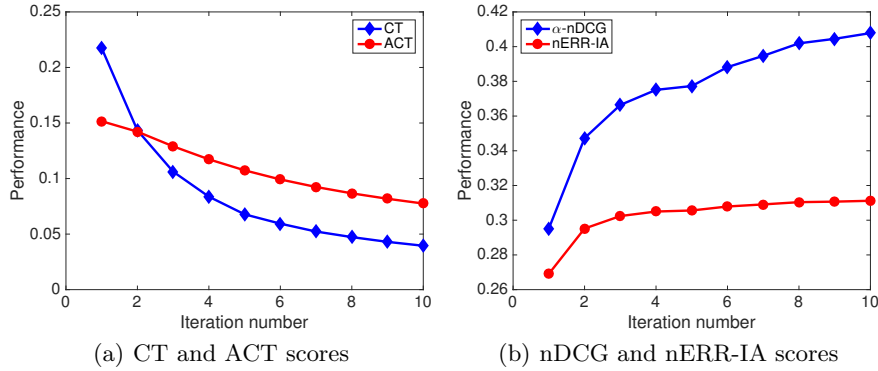 0.25
0.2
0.15
0.1
0.05
0
0 2 4 6 8 10
Performance
Iteration number
CT
ACT
(a) CT and ACT scores
0.42
0.4
0.38
0.36
0.34
0.32
0.3
0.28
0.26
0 2 4 6 8 10
Performance
Iteration number
α-nDCG
nERR-IA
(b) nDCG and nERR-IA scores